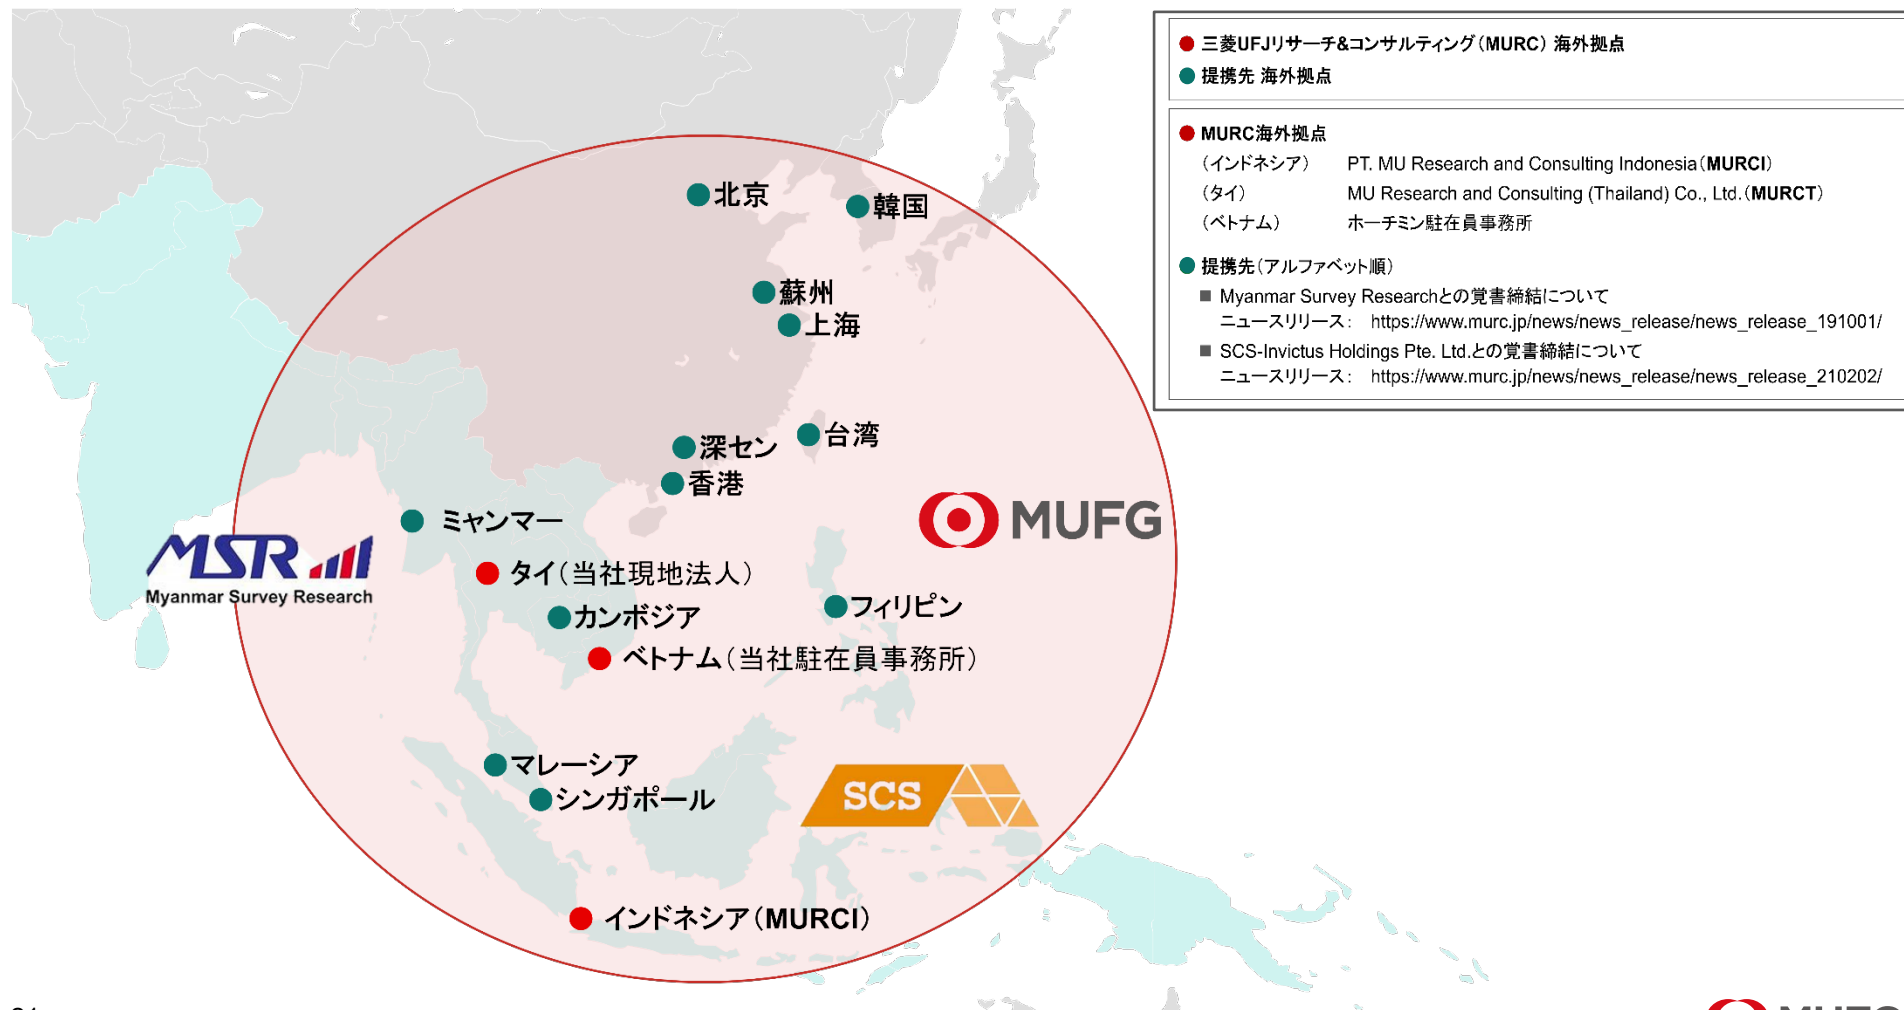 ● 三菱UFJリサーチ&コンサルティング（MURC） 海外拠点
● 提携先 海外拠点
● MURC海外拠点
（インドネシア） PT. MU Research and Consulting Indonesia（MURCI）
（タイ） MU Research and Consulting (Thailand) Co., Ltd.（MURCT）
（ベトナム） ホーチミン駐在員事務所
● 提携先（アルファベット順）
■ Myanmar Survey Researchとの覚書締結について
ニュースリリース： https://www.murc.jp/news/news_release/news_release_191001/
■ SCS-Invictus Holdings Pte. Ltd.との覚書締結について
ニュースリリース： https://www.murc.jp/news/news_release/news_release_210202/
北京
韓国
蘇州
上海
台湾
深セン
香港
MUFG
ミャンマー
MSR
Myanmar Survey Research
タイ（当社現地法人）
カンボジア
フィリピン
ベトナム（当社駐在員事務所）
マレーシア
シンガポール
SCS
インドネシア（MURCI）
MUFG